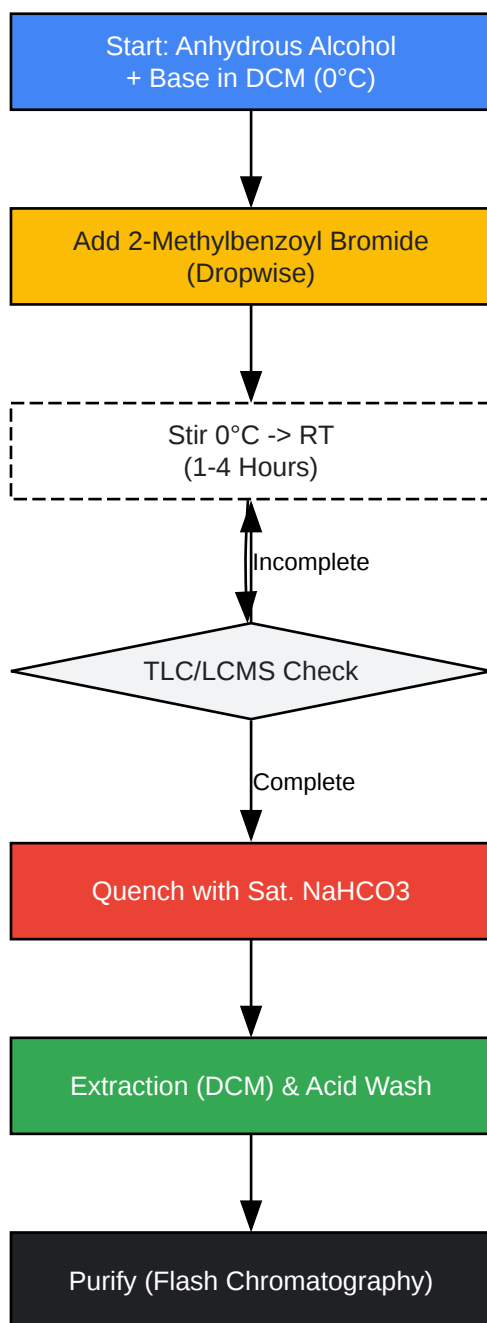 Start: Anhydrous Alcohol
+ Base in DCM (0°C)
Add 2-Methylbenzoyl Bromide
(Dropwise)
Stir 0°C -> RT
(1-4 Hours)
Incomplete
TLC/LCMS Check
Complete
Quench with Sat. NaHCO3
Extraction (DCM) & Acid Wash
Purify (Flash Chromatography)